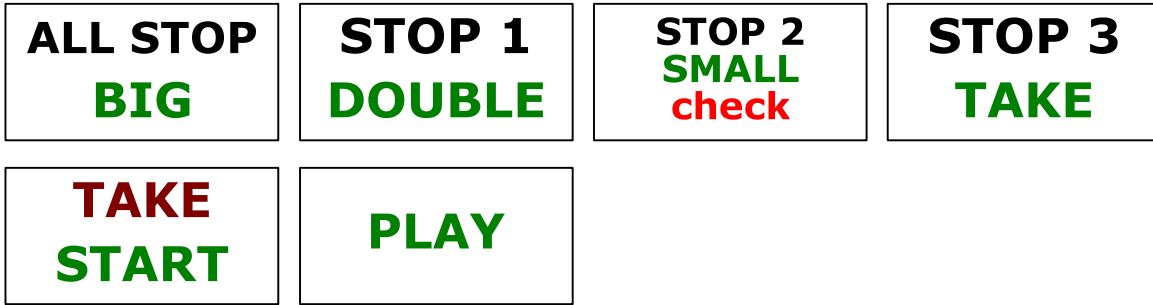 ALL STOP
BIG
STOP 1
DOUBLE
STOP 2
SMALL
check
STOP 3
TAKE
TAKE
START
PLAY